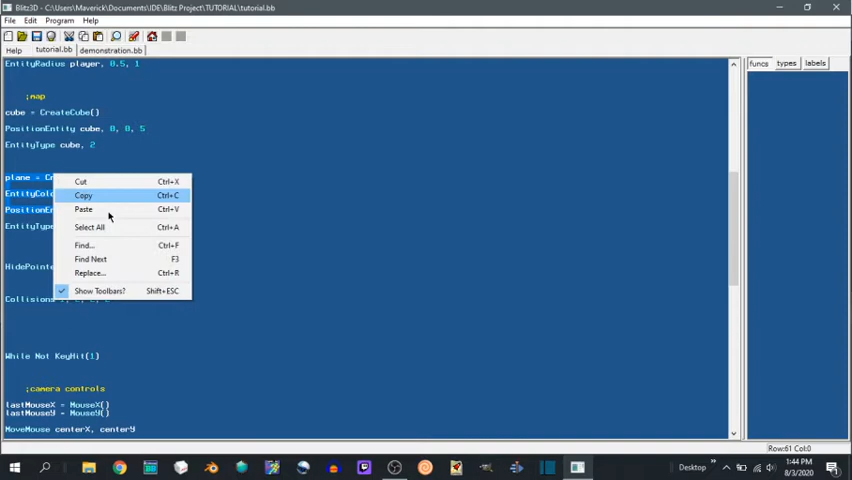 Blitz3D - C:\Users\Maverick\Documents\IDE\Blitz Project\TUTORIAL\tutorial.bb
File Edit Program Help
Help tutorial.bb demonstration.bb
funcs types labels
EntityRadius player, 0.5, 1
;map
cube = CreateCube()
PositionEntity cube, 0, 0, 5
EntityType cube, 2
plane = Cr
EntityColo
PositionEn
EntityType
HidePointe
Collisions
While Not KeyHit(1)
;camera controls
lastMouseX = MouseX()
lastMouseY = MouseY()
MoveMouse centerX, centerY
Cut Ctrl+X
Copy Ctrl+C
Paste Ctrl+V
Select All Ctrl+A
Find... Ctrl+F
Find Next F3
Replace... Ctrl+R
Show Toolbars? Shift+ESC
Row:61 Col:0
Desktop
1:44 PM
8/3/2020